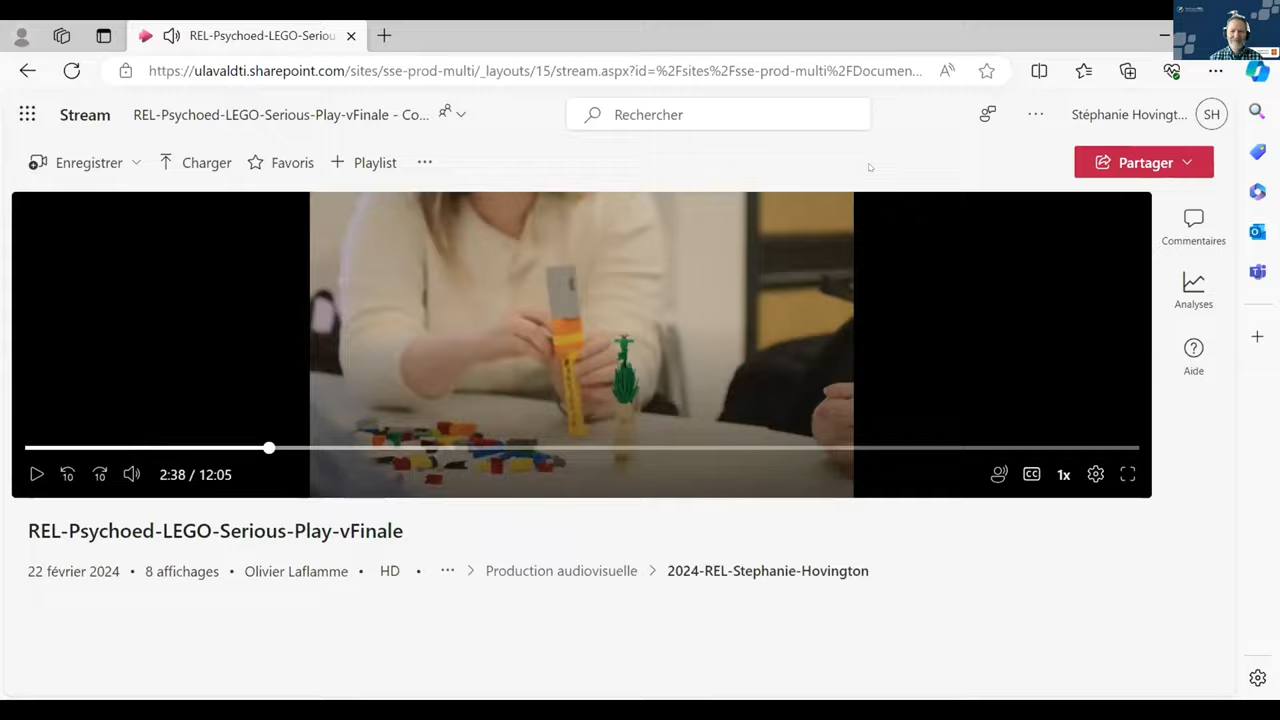 REL-Psychoed-LEGO-Seriou
https://ulavaldti.sharepoint.com/sites/sse-prod-multi/_layouts/15/stream.aspx?id=%2Fsites%2Fsse-prod-multi%2FDocumen...
Stream
REL-Psychoed-LEGO-Serious-Play-vFinale - Co...
Rechercher
Stéphanie Hovingt...
SH
Enregistrer
Charger
Favoris
Playlist
Partager
Commentaires
Analyses
Aide
10
10
2:38 / 12:05
CC
1x
REL-Psychoed-LEGO-Serious-Play-vFinale
22 février 2024 • 8 affichages • Olivier Laflamme • HD • ... > Production audiovisuelle > 2024-REL-Stephanie-Hovington